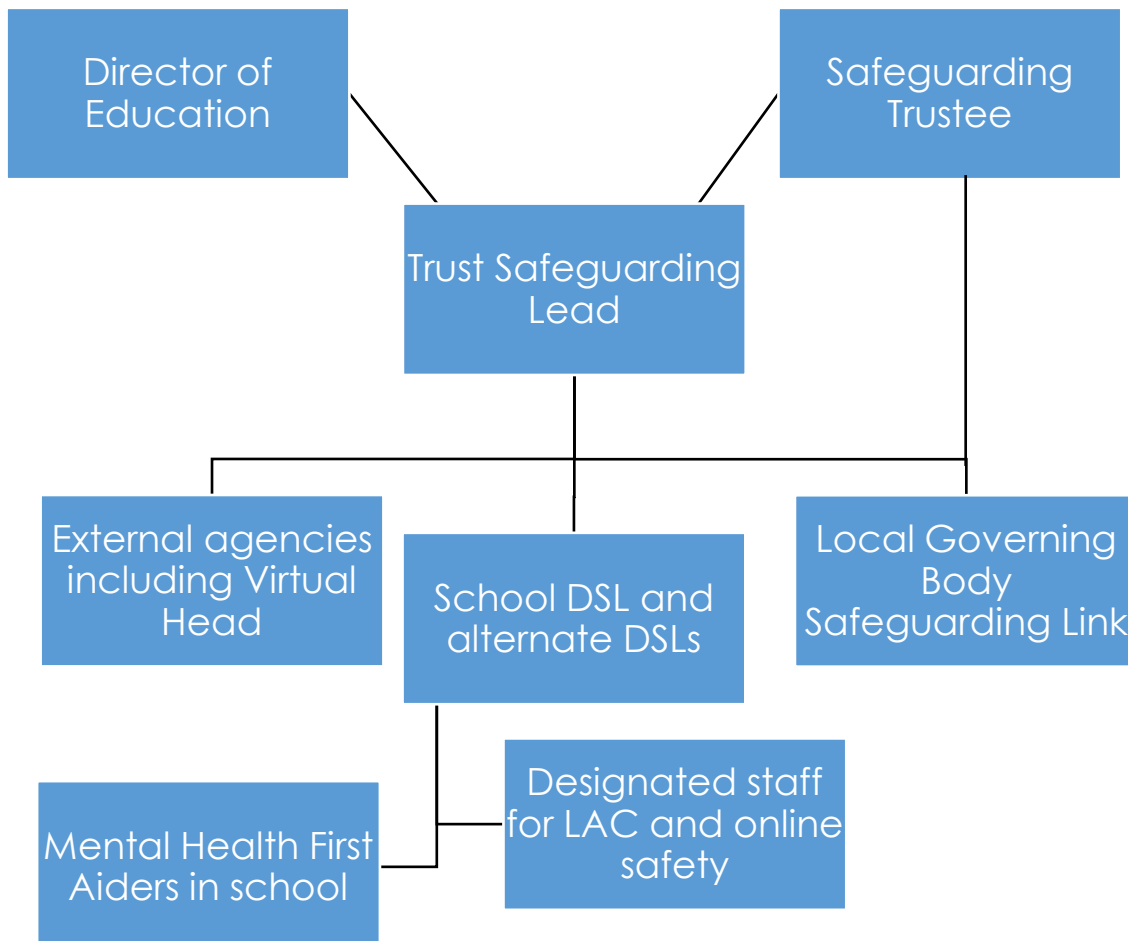 Director of
Education
Safeguarding
Trustee
Trust Safeguarding
Lead
External agencies
including Virtual
Head
School DSL and
alternate DSLs
Local Governing
Body
Safeguarding Link
Mental Health First
Aiders in school
Designated staff
for LAC and online
safety